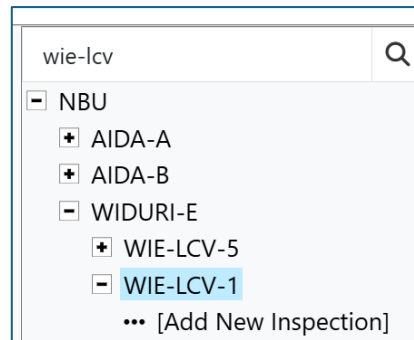 wie-lcv
NBU
AIDA-A
AIDA-B
WIDURI-E
WIE-LCV-5
WIE-LCV-1
••• [Add New Inspection]